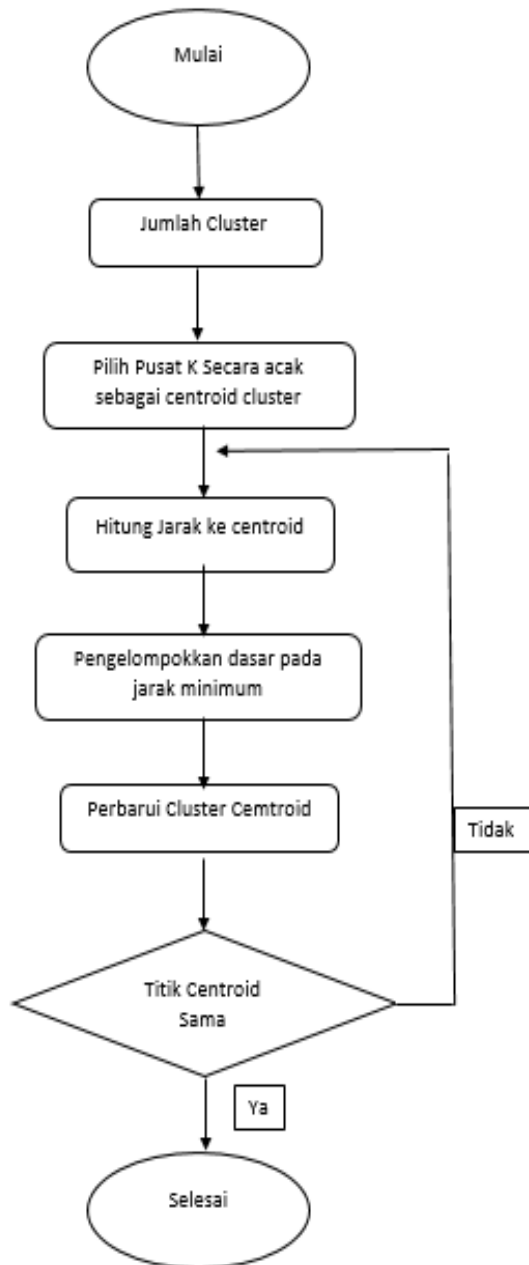 Mulai
Jumlah Cluster
Pilih Pusat K Secara acak
sebagai centroid cluster
Hitung Jarak ke centroid
Pengelompokkan dasar pada
jarak minimum
Perbarui Cluster Cemtroid
Tidak
Titik Centroid
Sama
Ya
Selesai